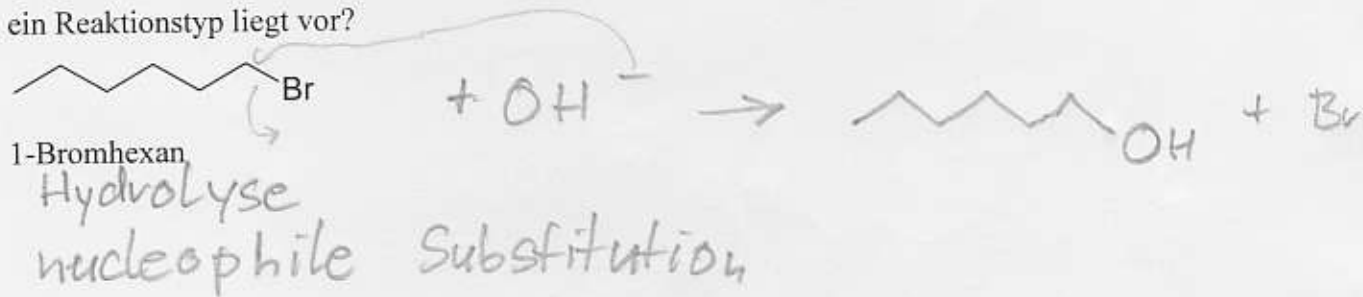 ein Reaktionstyp liegt vor?
Br + OH⁻ → OH + Br
1-Bromhexan
Hydrolyse
nucleophile Substitution